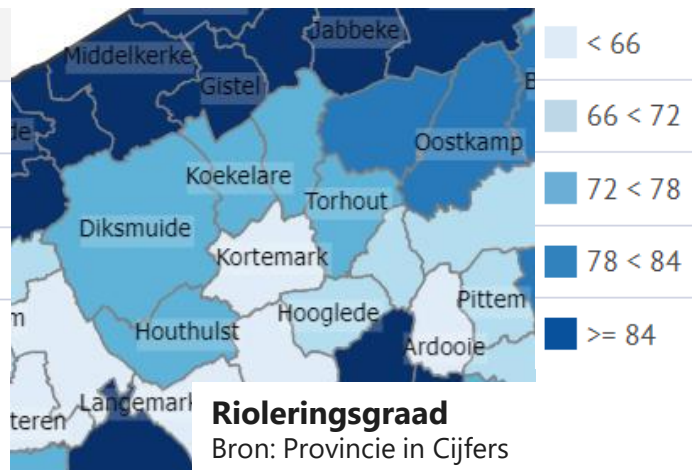 Jabbeke
Middelkerke
Gistel
Oostkamp
Koekelare
Torhout
Diksmuide
Kortemark
Pittem
Hooglede
Houthulst
Ardooie
teren
Langemark
< 66
66 < 72
72 < 78
78 < 84
>= 84
Rioleringsgraad
Bron: Provincie in Cijfers